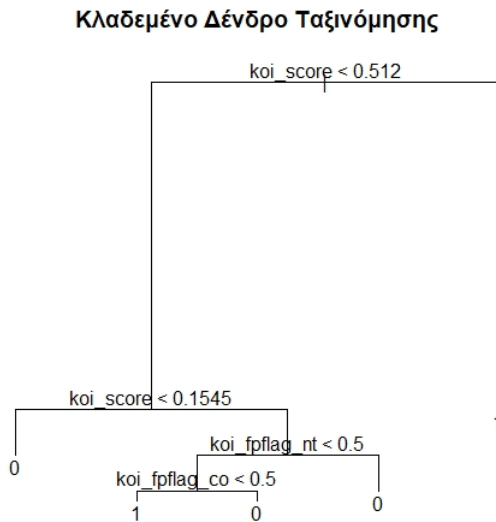 Κλαδεμένο Δένδρο Ταξινόμησης
koi_score < 0.512
koi_score < 0.1545
koi_fpflag_nt < 0.5
0
koi_fpflag_co < 0.5
0
1
0